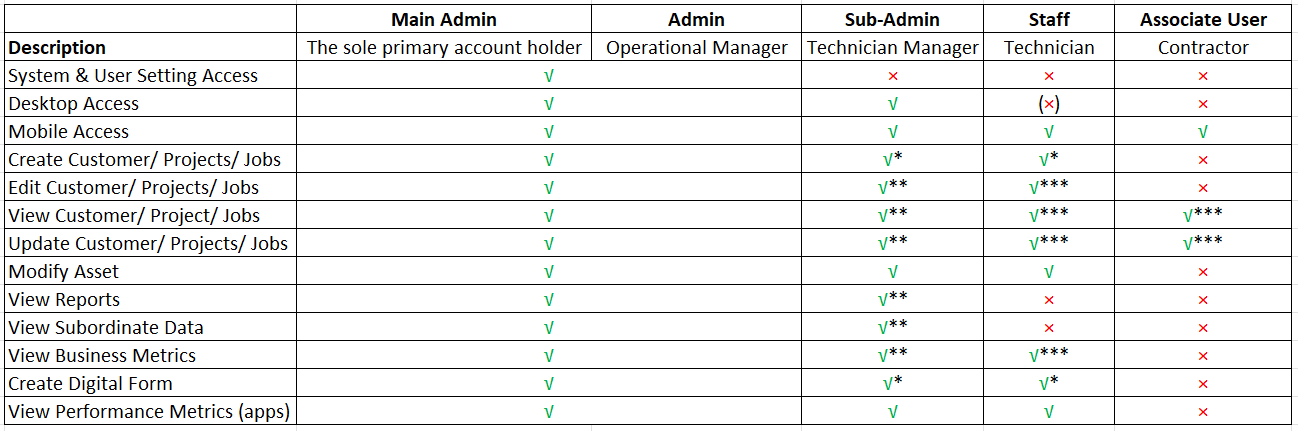 Main Admin Admin Sub-Admin Staff Associate User
Description The sole primary account holder Operational Manager Technician Manager Technician Contractor
System & User Setting Access √ × × ×
Desktop Access √ √ (×) ×
Mobile Access √ √ √ √
Create Customer/ Projects/ Jobs √ √* √* ×
Edit Customer/ Projects/ Jobs √ √** √*** ×
View Customer/ Project/ Jobs √ √** √*** √***
Update Customer/ Projects/ Jobs √ √** √*** √***
Modify Asset √ √ √ ×
View Reports √ √** × ×
View Subordinate Data √ √** × ×
View Business Metrics √ √** √*** ×
Create Digital Form √ √* √* ×
View Performance Metrics (apps) √ √ √ ×